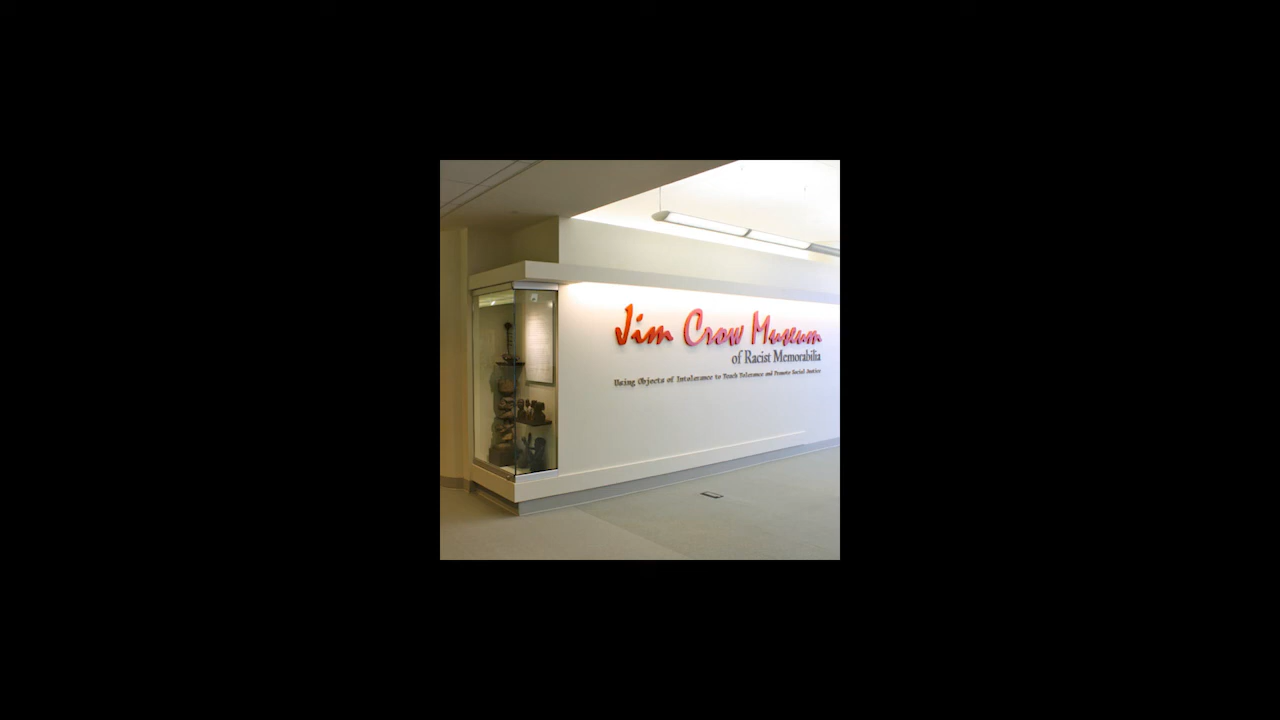 Jim Crow Museum
of Racist Memorabilia
Using Objects of Intolerance to Teach Tolerance and Promote Social Justice